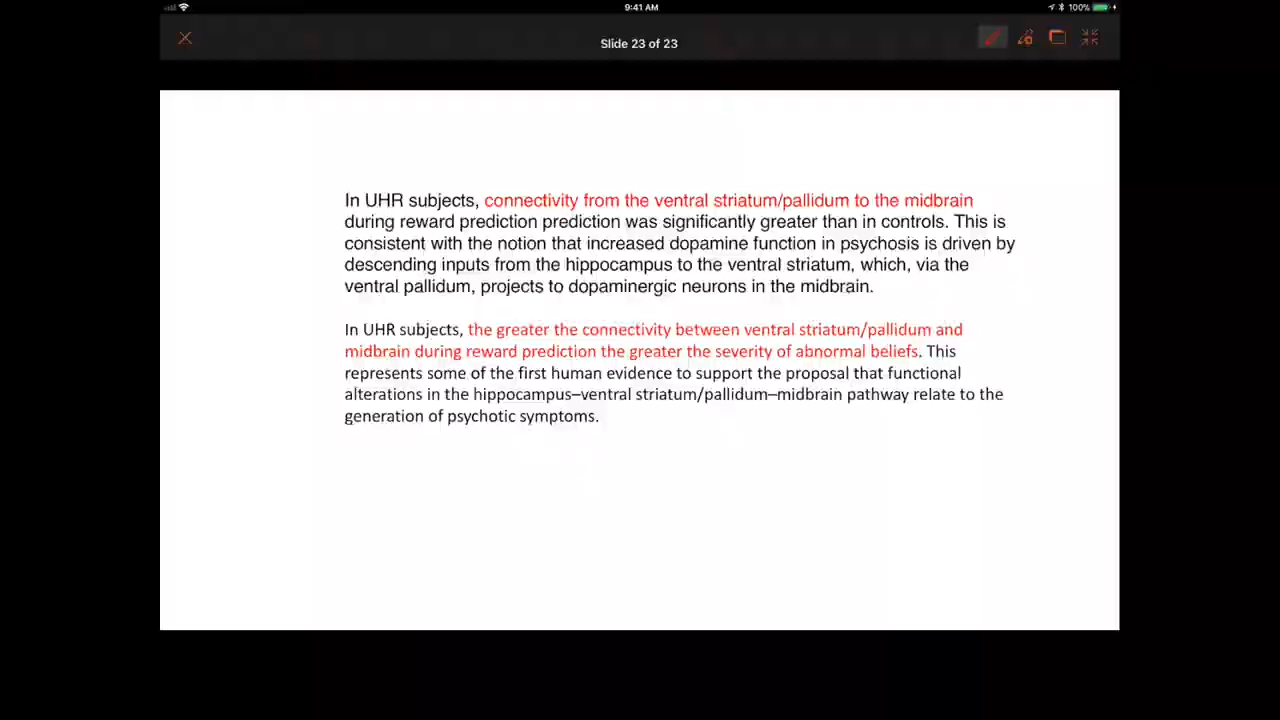 9:41 AM
100%
Slide 23 of 23
In UHR subjects, connectivity from the ventral striatum/pallidum to the midbrain
during reward prediction prediction was significantly greater than in controls. This is
consistent with the notion that increased dopamine function in psychosis is driven by
descending inputs from the hippocampus to the ventral striatum, which, via the
ventral pallidum, projects to dopaminergic neurons in the midbrain.
In UHR subjects, the greater the connectivity between ventral striatum/pallidum and
midbrain during reward prediction the greater the severity of abnormal beliefs. This
represents some of the first human evidence to support the proposal that functional
alterations in the hippocampus–ventral striatum/pallidum–midbrain pathway relate to the
generation of psychotic symptoms.